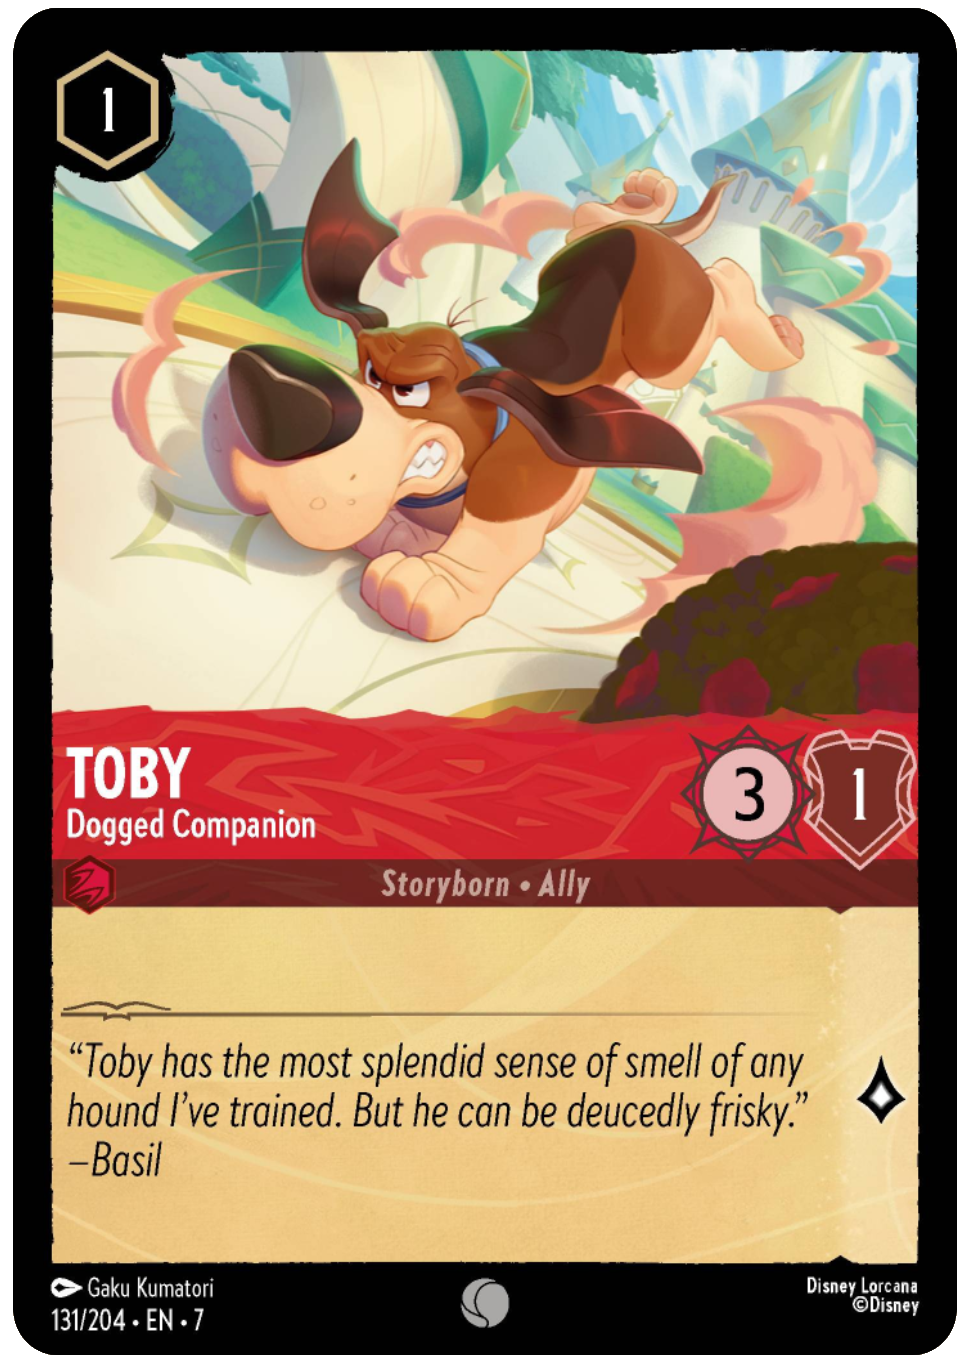 1
TOBY
Dogged Companion
3
1
Storyborn • Ally
“Toby has the most splendid sense of smell of any
hound I’ve trained. But he can be deucedly frisky.”
–Basil
Gaku Kumatori
131/204 • EN • 7
Disney Lorcana
©Disney